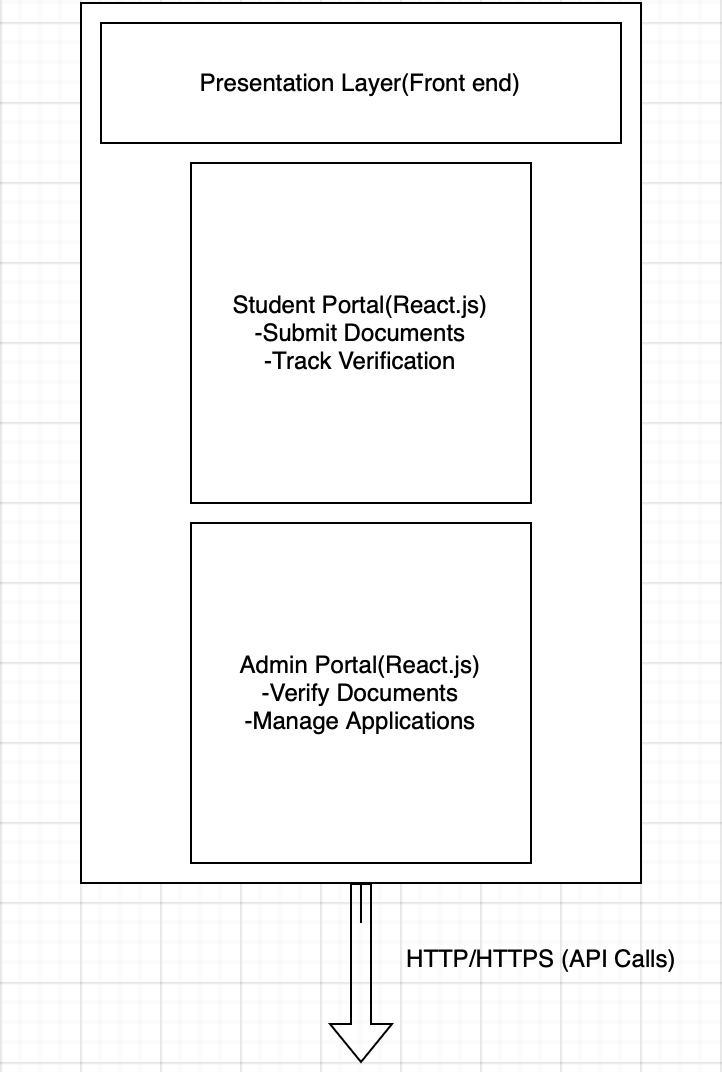 Presentation Layer(Front end)
Student Portal(React.js)
-Submit Documents
-Track Verification
Admin Portal(React.js)
-Verify Documents
-Manage Applications
HTTP/HTTPS (API Calls)